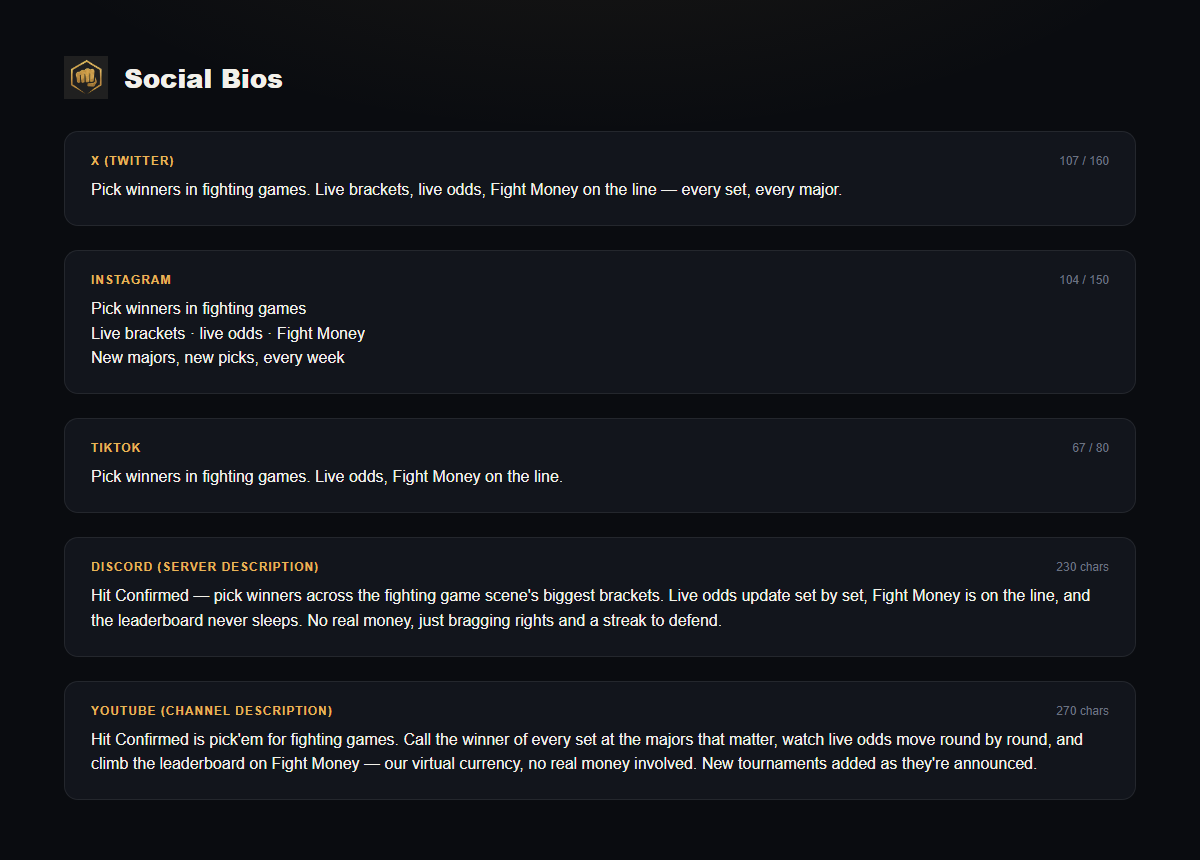 Social Bios
X (TWITTER)
107 / 160
Pick winners in fighting games. Live brackets, live odds, Fight Money on the line — every set, every major.
INSTAGRAM
104 / 150
Pick winners in fighting games
Live brackets · live odds · Fight Money
New majors, new picks, every week
TIKTOK
67 / 80
Pick winners in fighting games. Live odds, Fight Money on the line.
DISCORD (SERVER DESCRIPTION)
230 chars
Hit Confirmed — pick winners across the fighting game scene's biggest brackets. Live odds update set by set, Fight Money is on the line, and
the leaderboard never sleeps. No real money, just bragging rights and a streak to defend.
YOUTUBE (CHANNEL DESCRIPTION)
270 chars
Hit Confirmed is pick'em for fighting games. Call the winner of every set at the majors that matter, watch live odds move round by round, and
climb the leaderboard on Fight Money — our virtual currency, no real money involved. New tournaments added as they're announced.